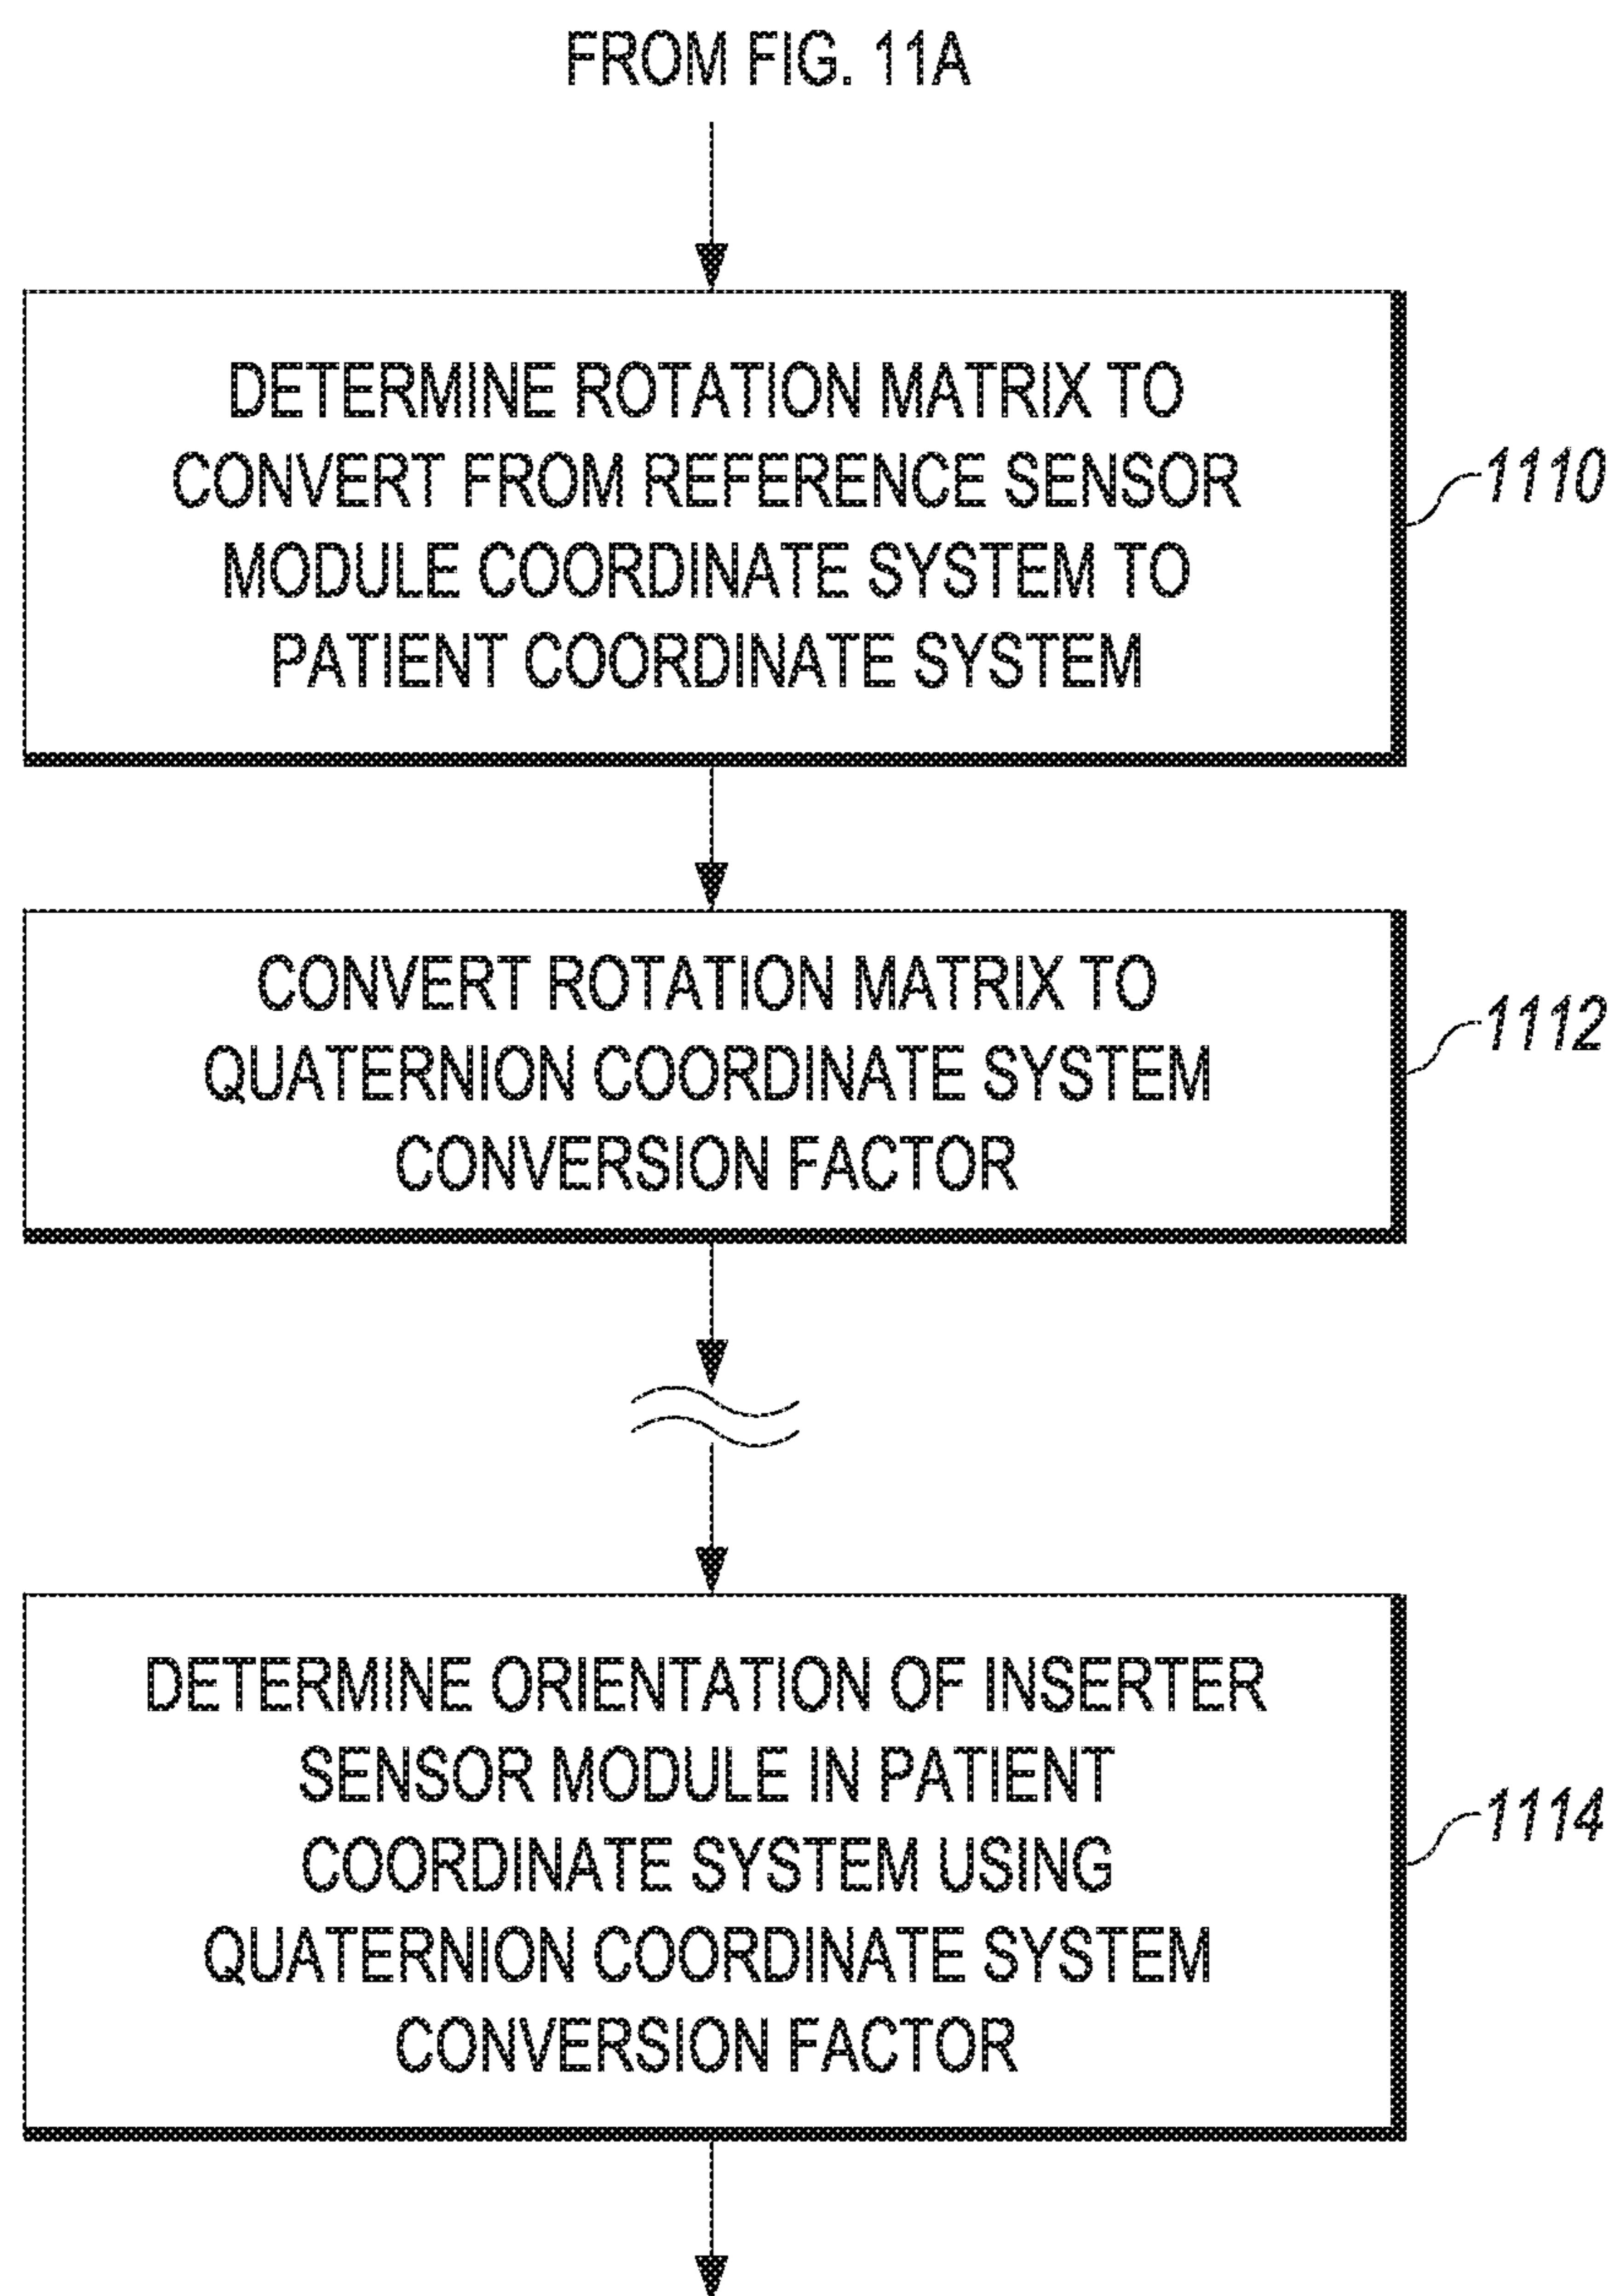 FROM FIG. 11A
DETERMINE ROTATION MATRIX TO
CONVERT FROM REFERENCE SENSOR
MODULE COORDINATE SYSTEM TO
PATIENT COORDINATE SYSTEM
1110
CONVERT ROTATION MATRIX TO
QUATERNION COORDINATE SYSTEM
CONVERSION FACTOR
1112
DETERMINE ORIENTATION OF INSERTER
SENSOR MODULE IN PATIENT
COORDINATE SYSTEM USING
QUATERNION COORDINATE SYSTEM
CONVERSION FACTOR
1114